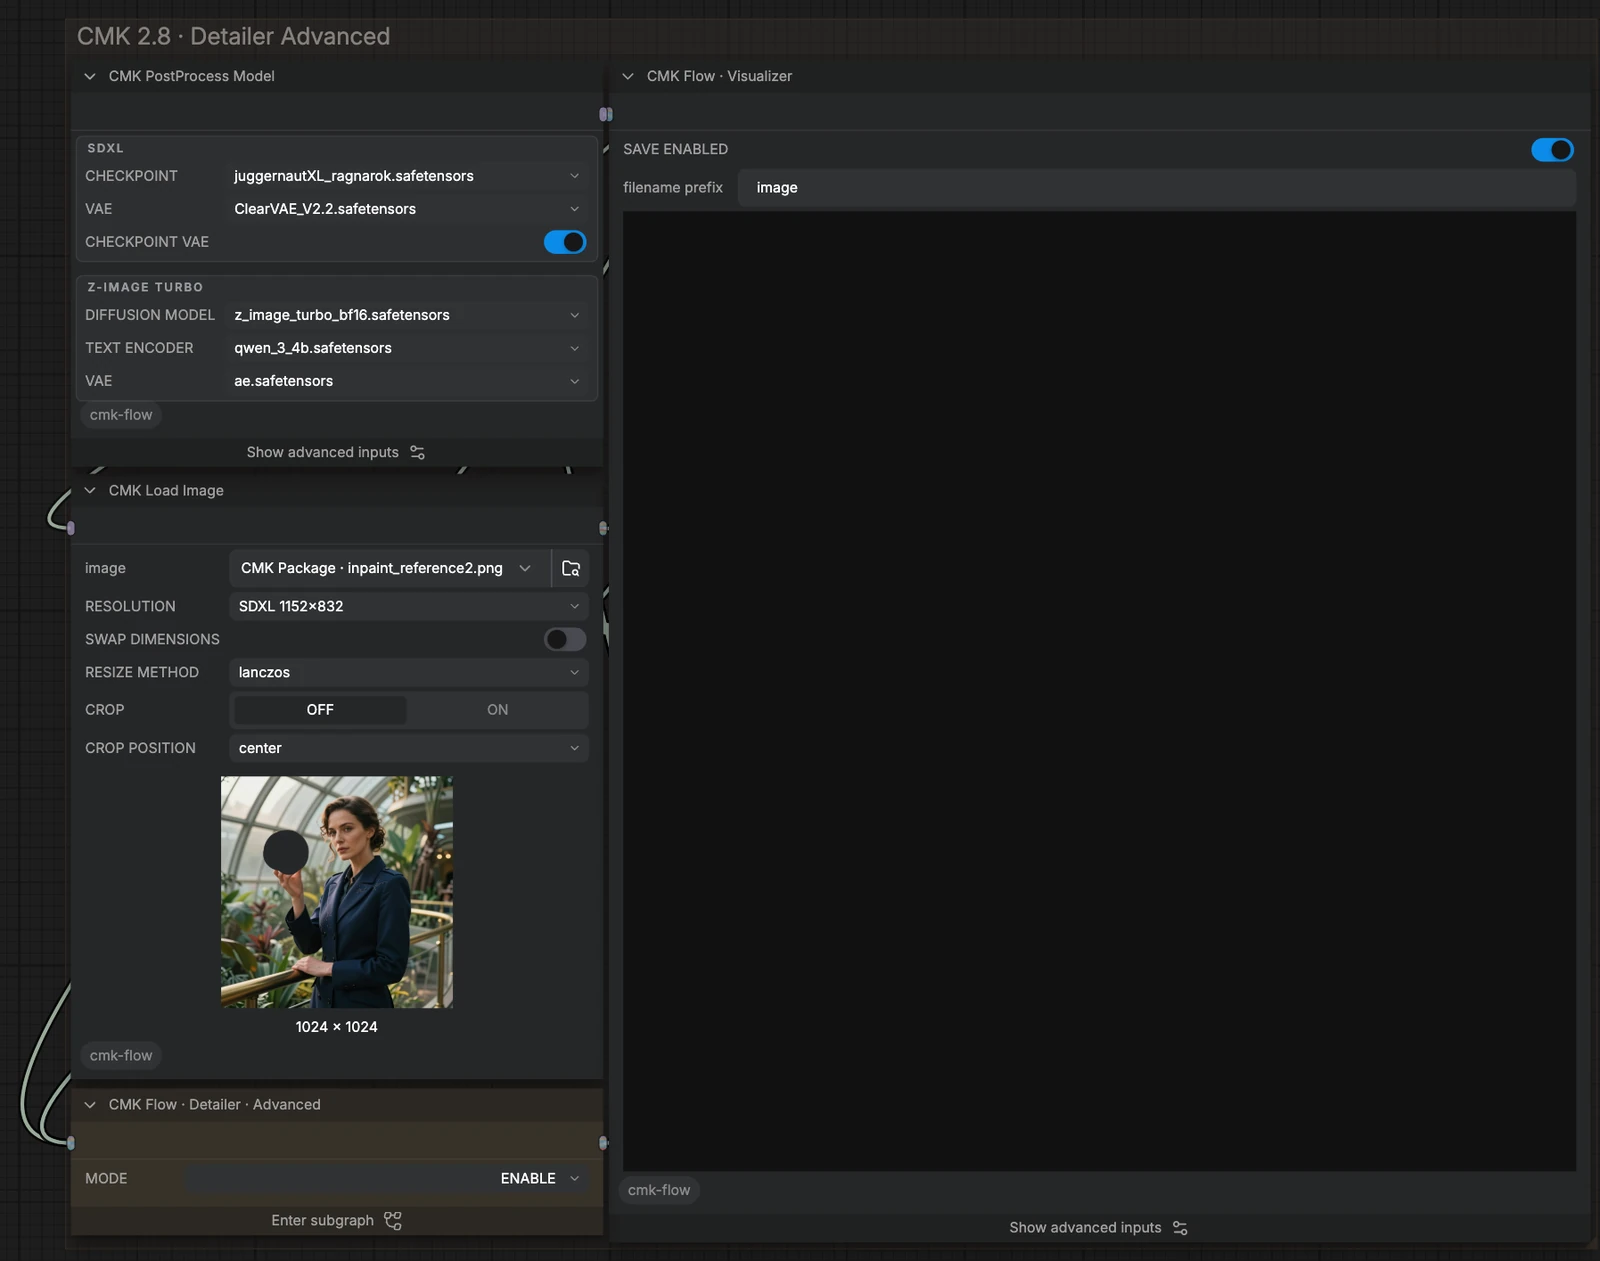 CMK 2.8 · Detailer Advanced
CMK PostProcess Model
SDXL
CHECKPOINT juggernautXL_ragnarok.safetensors
VAE ClearVAE_V2.2.safetensors
CHECKPOINT VAE
Z-IMAGE TURBO
DIFFUSION MODEL z_image_turbo_bf16.safetensors
TEXT ENCODER qwen_3_4b.safetensors
VAE ae.safetensors
cmk-flow
Show advanced inputs
CMK Load Image
image CMK Package · inpaint_reference2.png
RESOLUTION SDXL 1152×832
SWAP DIMENSIONS
RESIZE METHOD lanczos
CROP OFF ON
CROP POSITION center
1024 × 1024
cmk-flow
CMK Flow · Detailer · Advanced
MODE ENABLE
Enter subgraph
CMK Flow · Visualizer
SAVE ENABLED
filename prefix image
cmk-flow
Show advanced inputs